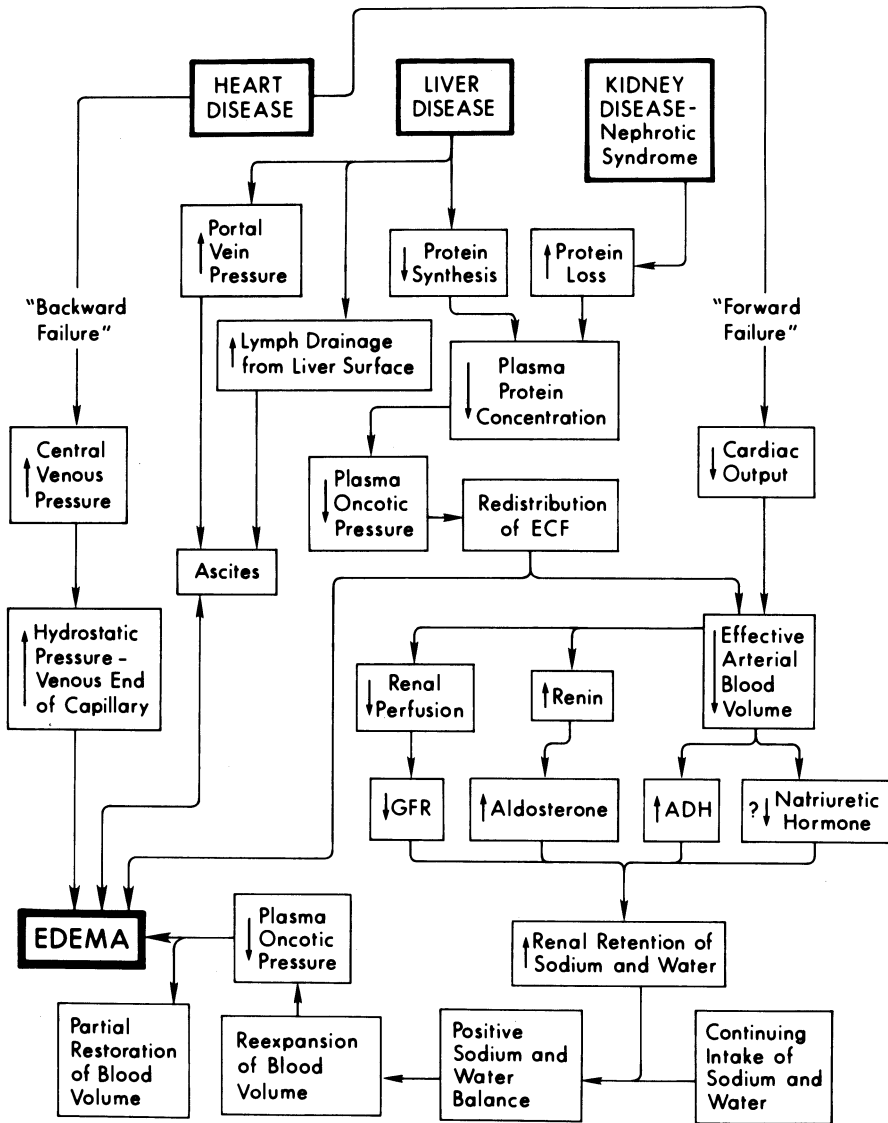 HEART
DISEASE
LIVER
DISEASE
KIDNEY
DISEASE-
Nephrotic
Syndrome
↑ Portal
Vein
Pressure
↓ Protein
Synthesis
↑ Protein
Loss
"Backward
Failure"
"Forward
Failure"
↑ Lymph Drainage
from Liver Surface
↓ Plasma
Protein
Concentration
↑ Central
Venous
Pressure
↓ Plasma
Oncotic
Pressure
Redistribution
of ECF
↓ Cardiac
Output
Ascites
↑ Hydrostatic
Pressure-
Venous End
of Capillary
↓ Renal
Perfusion
↑ Renin
↓ Effective
Arterial
Blood
Volume
↓ GFR
↑ Aldosterone
↑ ADH
? ↓ Natriuretic
Hormone
EDEMA
↓ Plasma
Oncotic
Pressure
↑ Renal Retention of
Sodium and Water
Partial
Restoration
of Blood
Volume
Reexpansion
of Blood
Volume
Positive
Sodium and
Water
Balance
Continuing
Intake of
Sodium and
Water